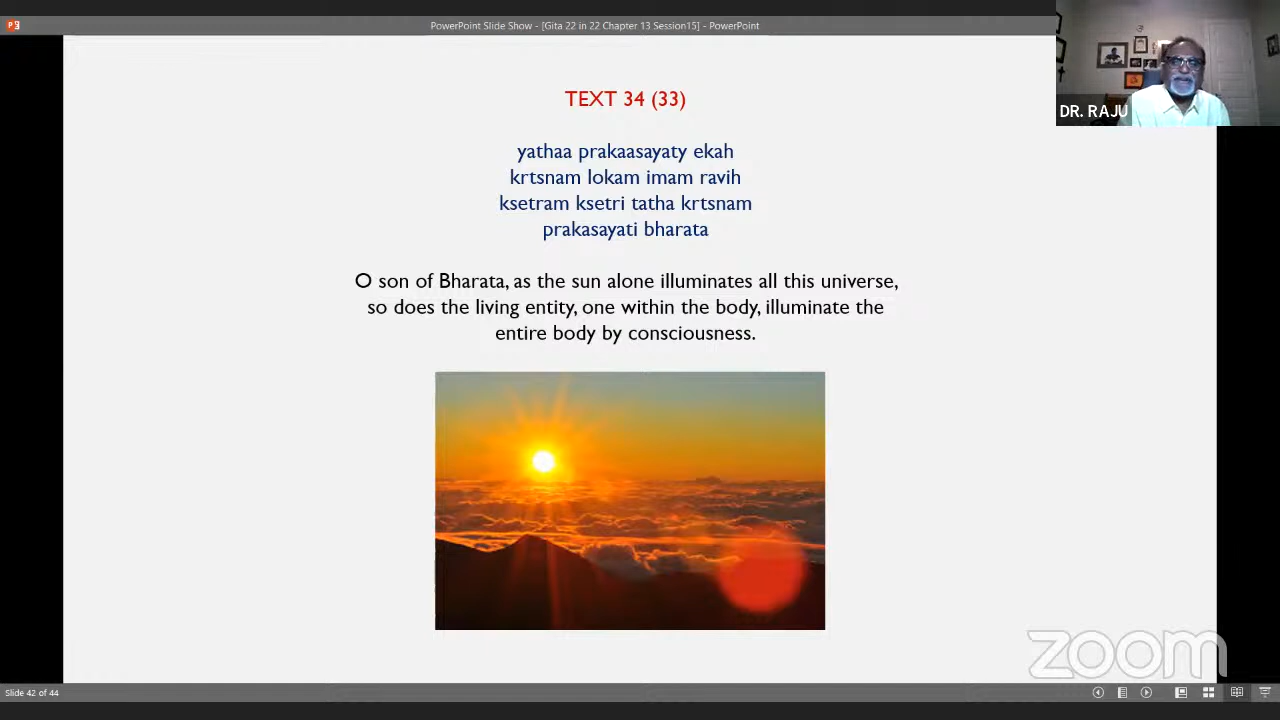 PowerPoint Slide Show - [Gita 22 in 22 Chapter 13 Session15] - PowerPoint
DR. RAJU
TEXT 34 (33)
yathaa prakaasayaty ekah
krtsnam lokam imam ravih
ksetram ksetri tatha krtsnam
prakasayati bharata
O son of Bharata, as the sun alone illuminates all this universe,
so does the living entity, one within the body, illuminate the
entire body by consciousness.
zoom
Slide 42 of 44